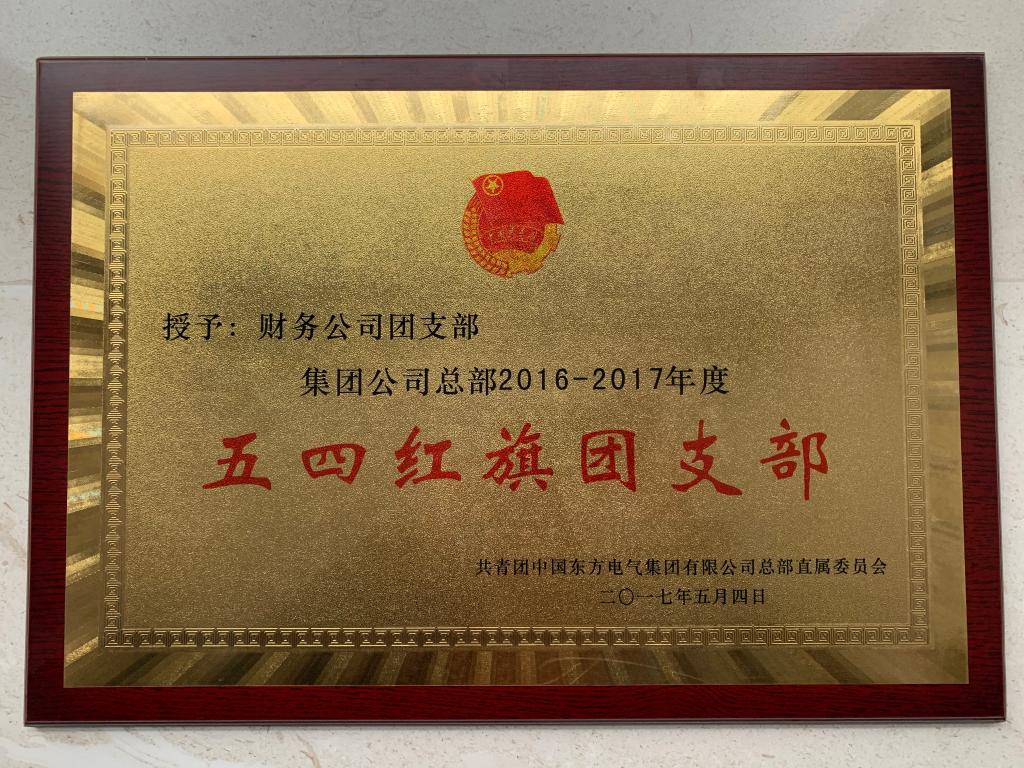 授予：财务公司团支部
集团公司总部2016-2017年度
五四红旗团支部
共青团中国东方电气集团有限公司总部直属委员会
二〇一七年五月四日